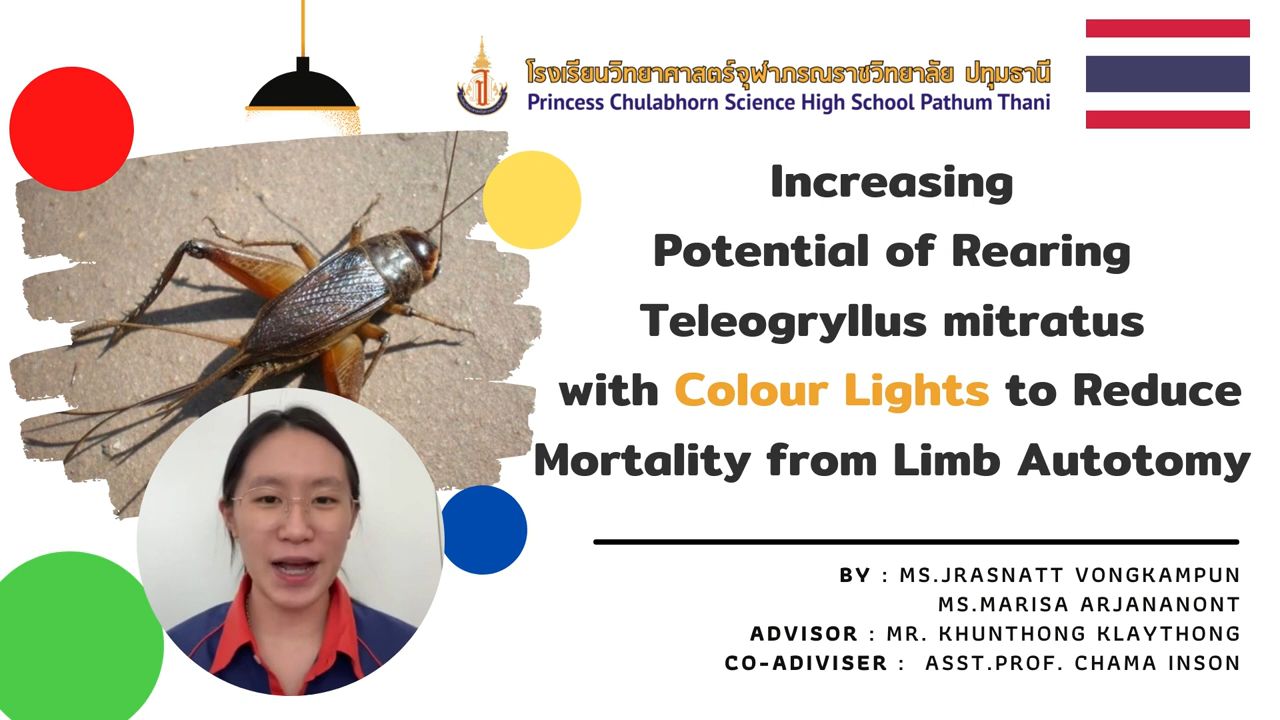 โรงเรียนวิทยาศาสตร์จุฬาภรณราชวิทยาลัย ปทุมธานี
Princess Chulabhorn Science High School Pathum Thani
Increasing
Potential of Rearing
Teleogryllus mitratus
with Colour Lights to Reduce
Mortality from Limb Autotomy
BY : MS.JRASNATT VONGKAMPUN
MS.MARISA ARJANANONT
ADVISOR : MR. KHUNTHONG KLAYTHONG
CO-ADIVISER : ASST.PROF. CHAMA INSON